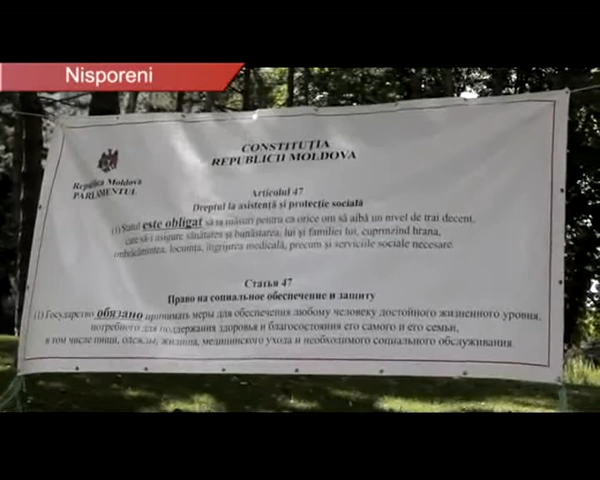 Nisporeni
CONSTITUȚIA
REPUBLICII MOLDOVA
Republica Moldova
PARLAMENTUL
Articolul 47
Dreptul la asistență și protecție socială
(1) Statul este obligat să ia măsuri pentru ca orice om să aibă un nivel de trai decent,
care să-i asigure sănătatea și bunăstarea, lui și familiei lui, cuprinzînd hrana,
îmbrăcămintea, locuința, îngrijirea medicală, precum și serviciile sociale necesare.
Статья 47
Право на социальное обеспечение и защиту
(1) Государство обязано принимать меры для обеспечения любому человеку достойного жизненного уровня,
потребного для поддержания здоровья и благосостояния его самого и его семьи,
в том числе пищи, одежды, жилища, медицинского ухода и необходимого социального обслуживания.